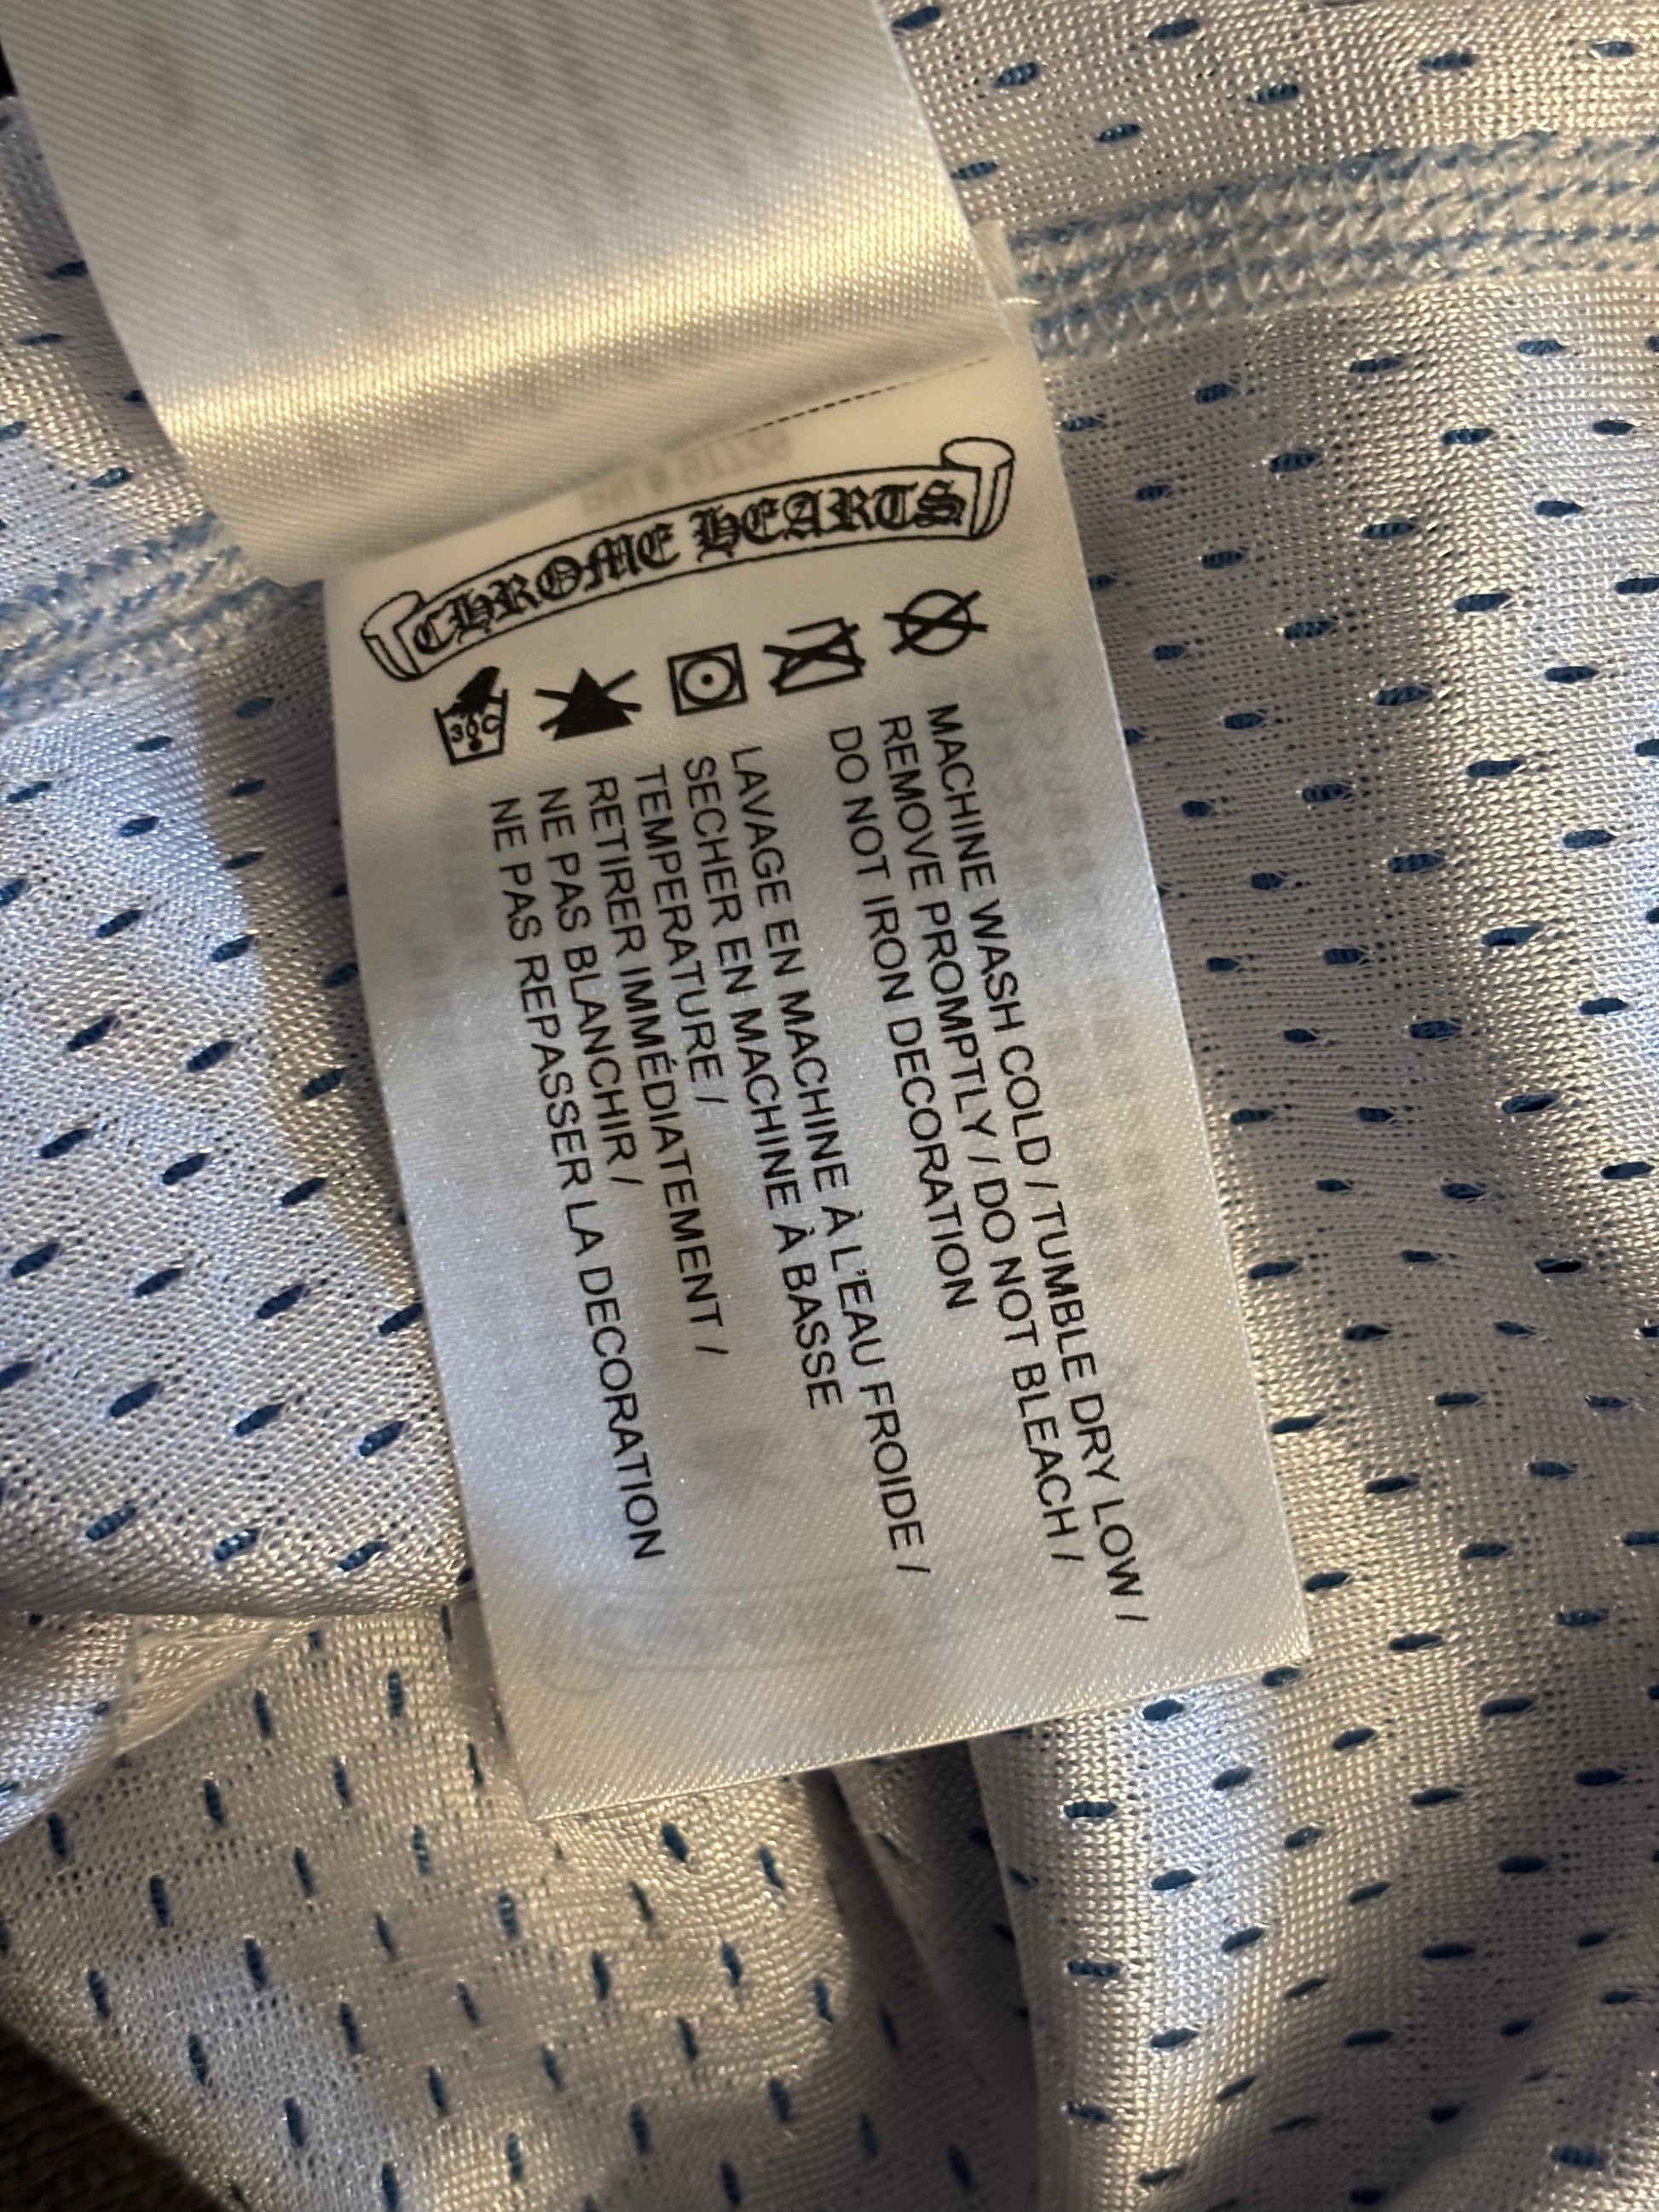 CHROME HEARTS
30C
MACHINE WASH COLD / TUMBLE DRY LOW /
REMOVE PROMPTLY / DO NOT BLEACH /
DO NOT IRON DECORATION
LAVAGE EN MACHINE À L'EAU FROIDE /
SECHER EN MACHINE À BASSE
TEMPERATURE /
RETIRER IMMÉDIATEMENT /
NE PAS BLANCHIR /
NE PAS REPASSER LA DECORATION